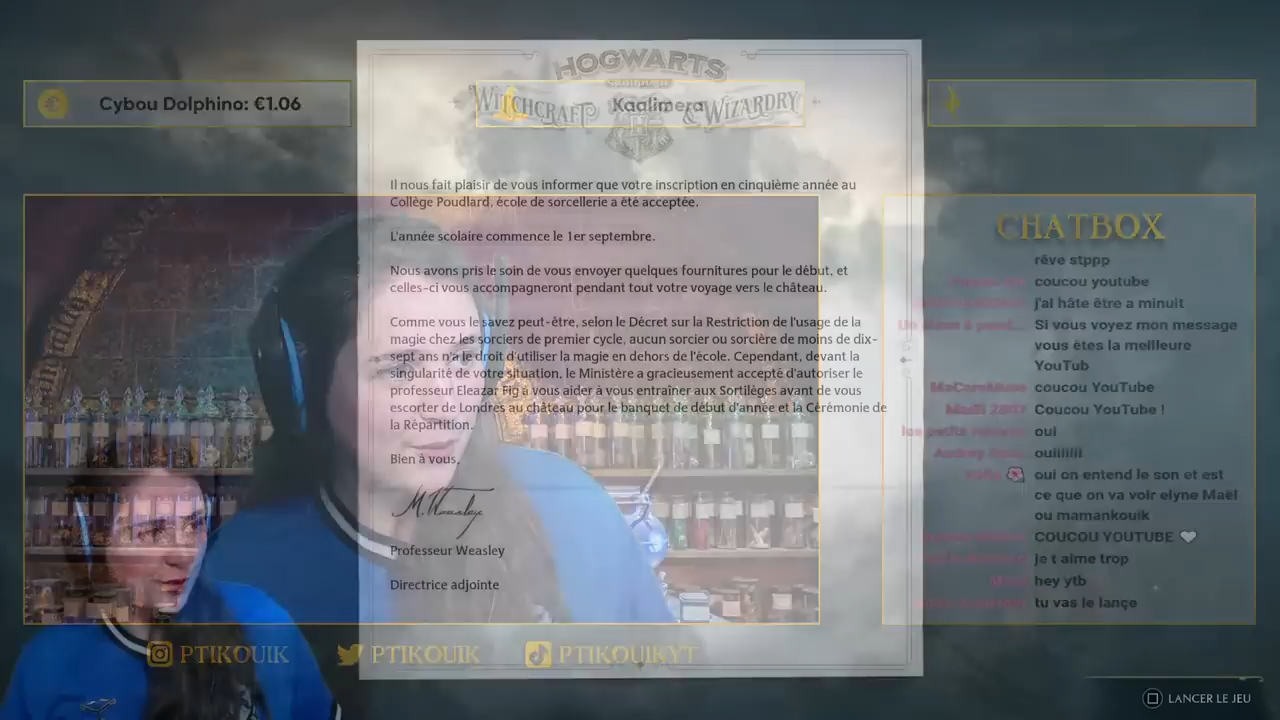 HOGWARTS
WITCHCRAFT & WIZARDRY
Cybou Dolphino: €1.06
Kaalimera
Il nous fait plaisir de vous informer que votre inscription en cinquième année au
Collège Poudlard, école de sorcellerie a été acceptée.
L'année scolaire commence le 1er septembre.
Nous avons pris le soin de vous envoyer quelques fournitures pour le début, et
celles-ci vous accompagneront pendant tout votre voyage vers le château.
Comme vous le savez peut-être, selon le Décret sur la Restriction de l'usage de la
magie chez les sorciers de premier cycle, aucun sorcier ou sorcière de moins de dix-
sept ans n'a le droit d'utiliser la magie en dehors de l'école. Cependant, devant la
singularité de votre situation, le Ministère a gracieusement accepté d'autoriser le
professeur Eleazar Fig à vous aider à vous entraîner aux Sortilèges avant de vous
escorter de Londres au château pour le banquet de début d'année et la Cérémonie de
la Répartition.
Bien à vous,
M. Weasley
Professeur Weasley
Directrice adjointe
CHATBOX
rêve stppp
coucou youtube
j'ai hâte être a minuit
Si vous voyez mon message
vous êtes la meilleure
YouTub
coucou YouTube
Coucou YouTube !
oui
ouiiiiiii
oui on entend le son et est
ce que on va voir elyne Maël
ou mamankouik
COUCOU YOUTUBE
je t aime trop
hey ytb
tu vas le lançe
PTIKOUIK
PTIKOUIK
PTIKOUIKYT
LANCER LE JEU